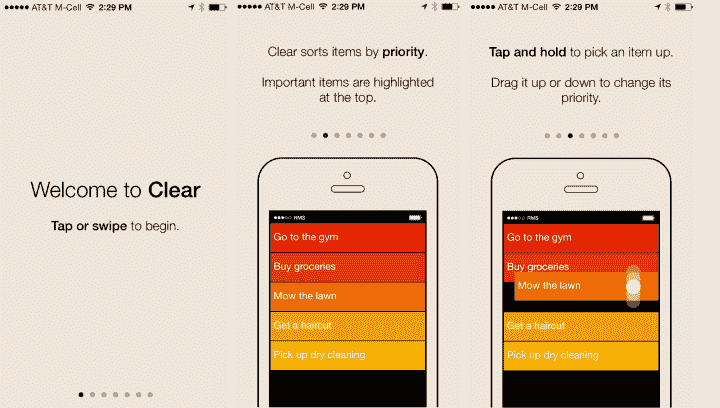 AT&T M-Cell 2:29 PM
Welcome to Clear
Tap or swipe to begin.
AT&T M-Cell 2:29 PM
Clear sorts items by priority.
Important items are highlighted
at the top.
RMS
Go to the gym
Buy groceries
Mow the lawn
Get a haircut
Pick up dry cleaning
AT&T M-Cell 2:29 PM
Tap and hold to pick an item up.
Drag it up or down to change its
priority.
RMS
Go to the gym
Buy groceries
Mow the lawn
Get a haircut
Pick up dry cleaning